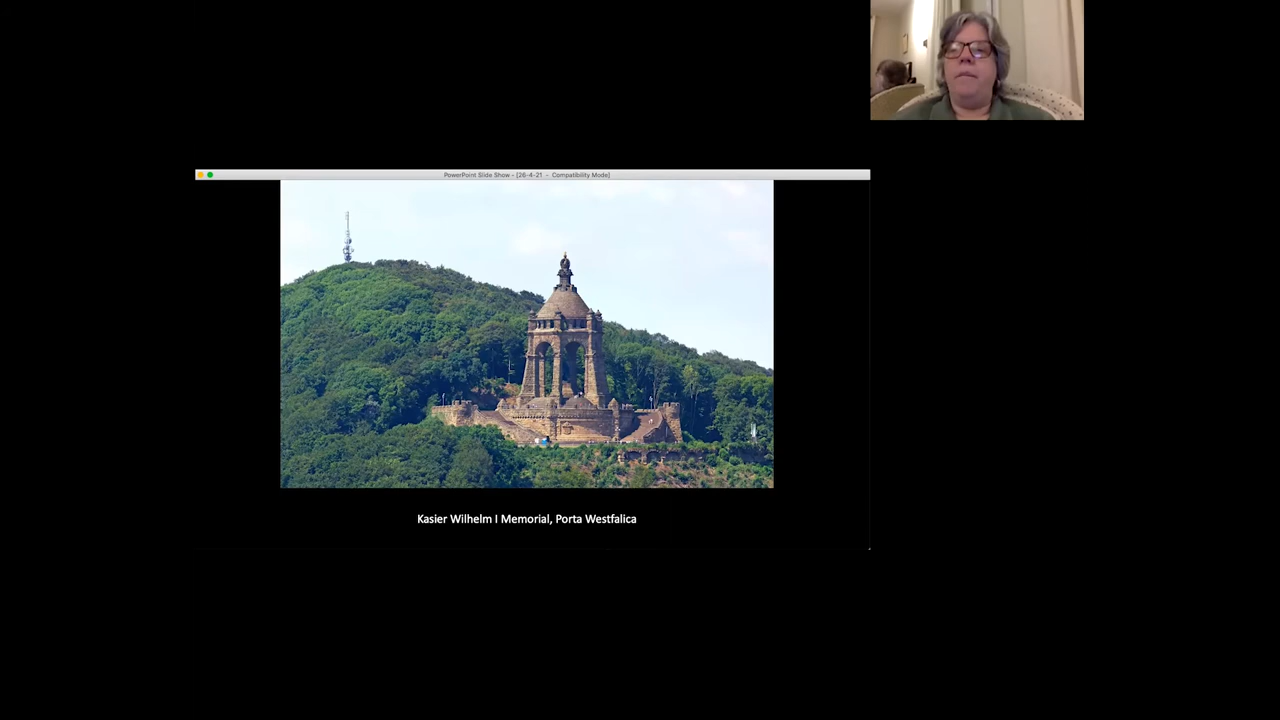 PowerPoint Slide Show - [26-4-21 - Compatibility Mode]
Kasier Wilhelm I Memorial, Porta Westfalica